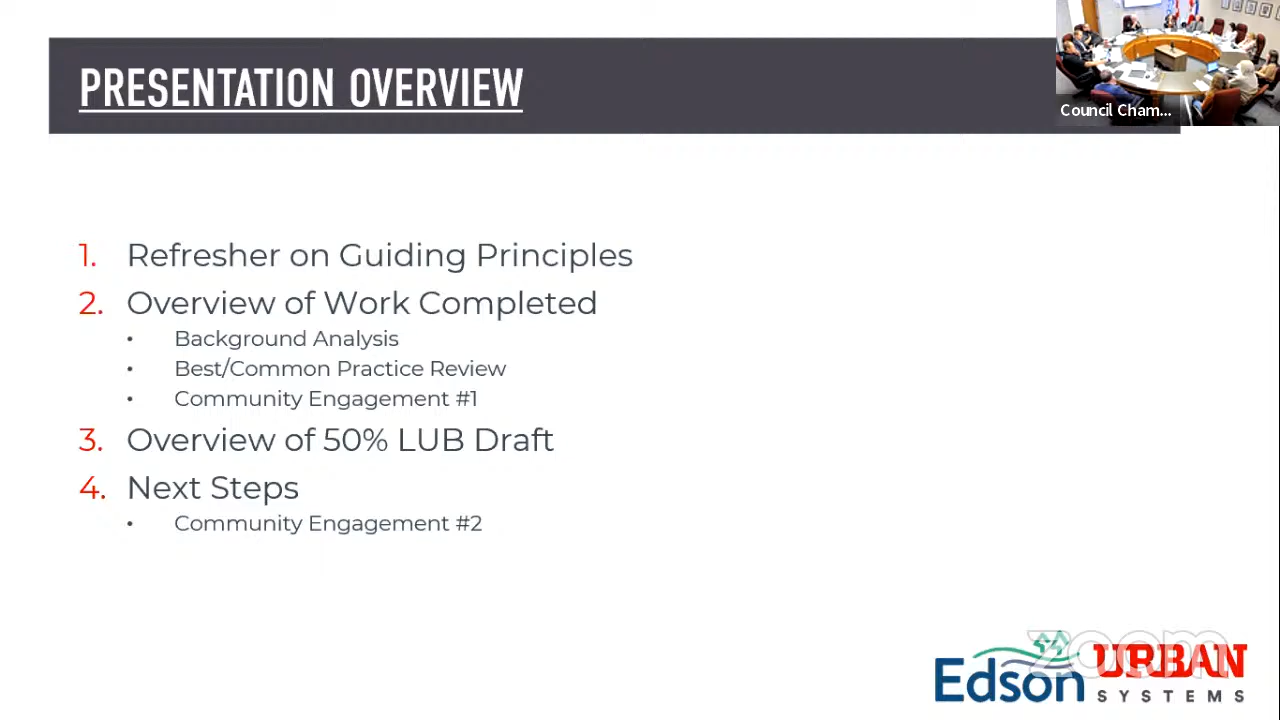 PRESENTATION OVERVIEW
Council Cham...
1. Refresher on Guiding Principles
2. Overview of Work Completed
• Background Analysis
• Best/Common Practice Review
• Community Engagement #1
3. Overview of 50% LUB Draft
4. Next Steps
• Community Engagement #2
zoom
Edson
URBAN
SYSTEMS